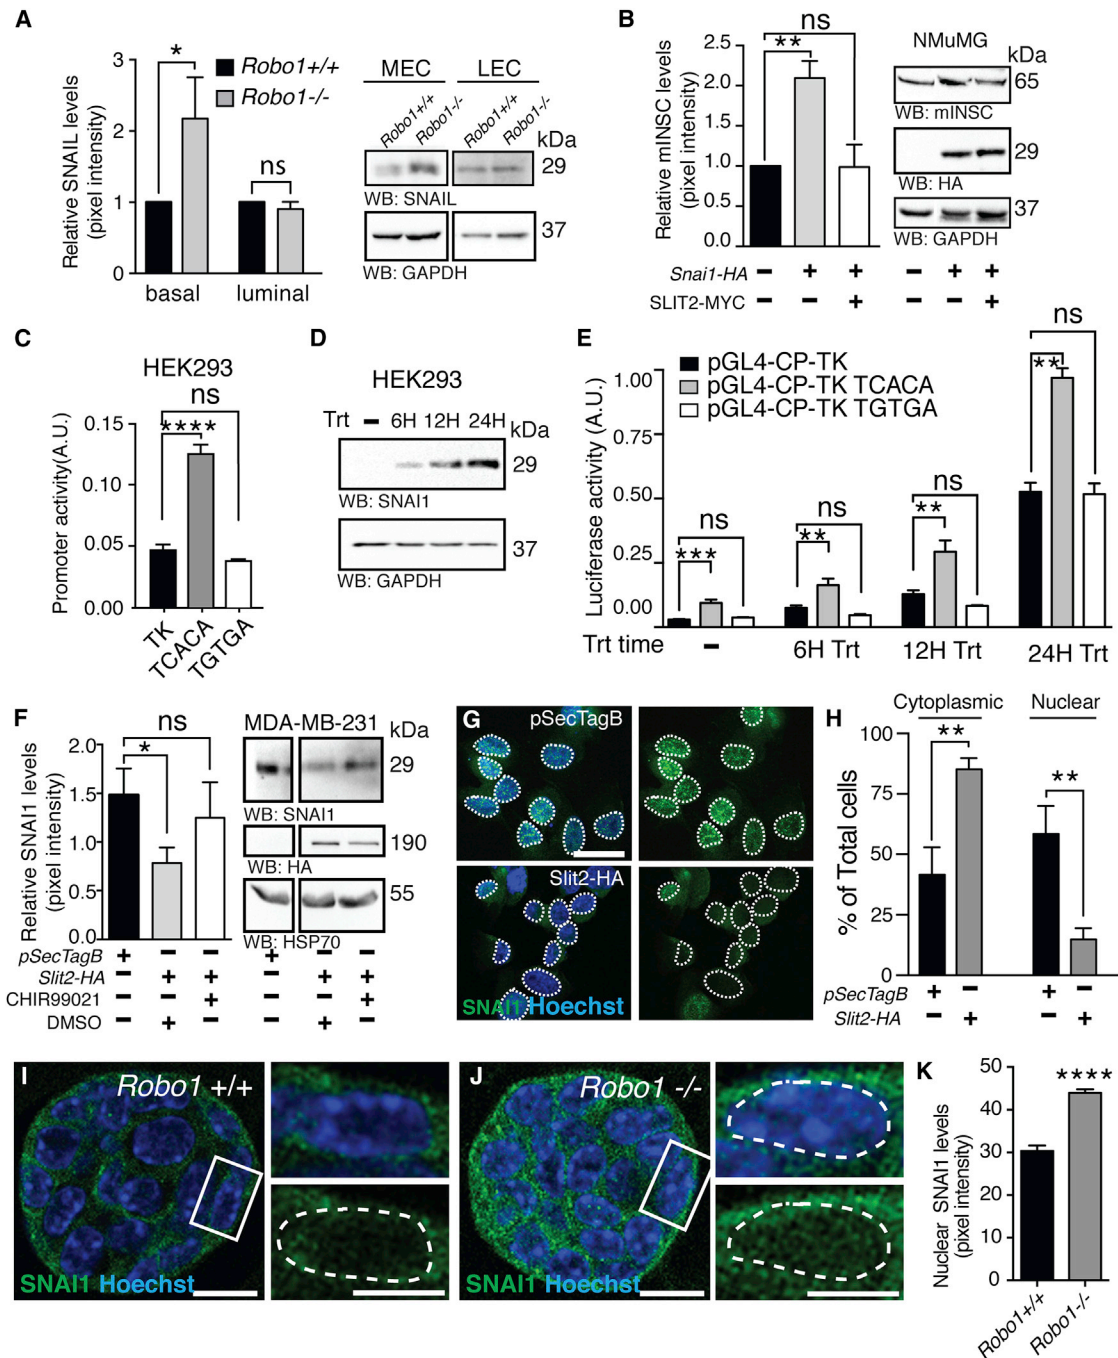 A
Relative SNAIL levels
(pixel intensity)
3
2
1
0
*
ns
Robo1+/+
Robo1-/-
basal
luminal
MEC
LEC
Robo1+/+
Robo1-/-
Robo1+/+
Robo1-/-
kDa
29
WB: SNAIL
37
WB: GAPDH
B
Relative mINSC levels
(pixel intensity)
2.5
2.0
1.5
1.0
0.5
0.0
ns
**
NMuMG
kDa
65
WB: mINSC
29
WB: HA
37
WB: GAPDH
Snai1-HA − + + − + +
SLIT2-MYC − − + − − +
C
HEK293
Promoter activity(A.U.)
0.15
0.10
0.05
0.00
ns
****
TK
TCACA
TGTGA
D
HEK293
Trt − 6H 12H 24H kDa
29
WB: SNAI1
37
WB: GAPDH
E
Luciferase activity (A.U.)
1.00
0.75
0.50
0.25
0.00
pGL4-CP-TK
pGL4-CP-TK TCACA
pGL4-CP-TK TGTGA
ns
***
ns
**
ns
**
ns
**
Trt time − 6H Trt 12H Trt 24H Trt
F
Relative SNAI1 levels
(pixel intensity)
2.0
1.5
1.0
0.5
0.0
ns
*
MDA-MB-231 kDa
29
WB: SNAI1
190
WB: HA
55
WB: HSP70
pSecTagB + − − + − −
Slit2-HA − + + − + +
CHIR99021 − − + − − +
DMSO − + − − + −
G
pSecTagB
Slit2-HA
SNAI1 Hoechst
H
Cytoplasmic Nuclear
% of Total cells
100
75
50
25
0
**
**
pSecTagB + − + −
Slit2-HA − + − +
I
Robo1 +/+
SNAI1 Hoechst
J
Robo1 -/-
SNAI1 Hoechst
K
Nuclear SNAI1 levels
(pixel intensity)
50
40
30
20
10
0
****
Robo1+/+
Robo1-/-